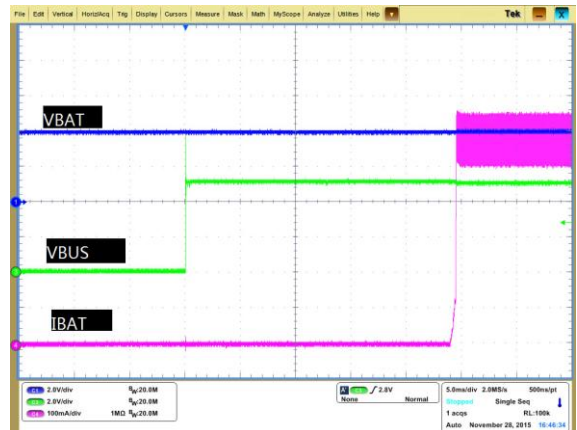 File Edit Vertical Horiz/Acq Trig Display Cursors Measure Mask Math MyScope Analyze Utilities Help Tek
VBAT
VBUS
IBAT
C1 2.0V/div BW:20.0M
2.0V/div BW:20.0M
C4 100mA/div 1MΩ BW:20.0M
2.0V
None Normal
5.0ms/div 2.0MS/s 500ns/pt
Stopped Single Seq
1 acqs RL:100k
Auto November 28, 2015 16:46:34